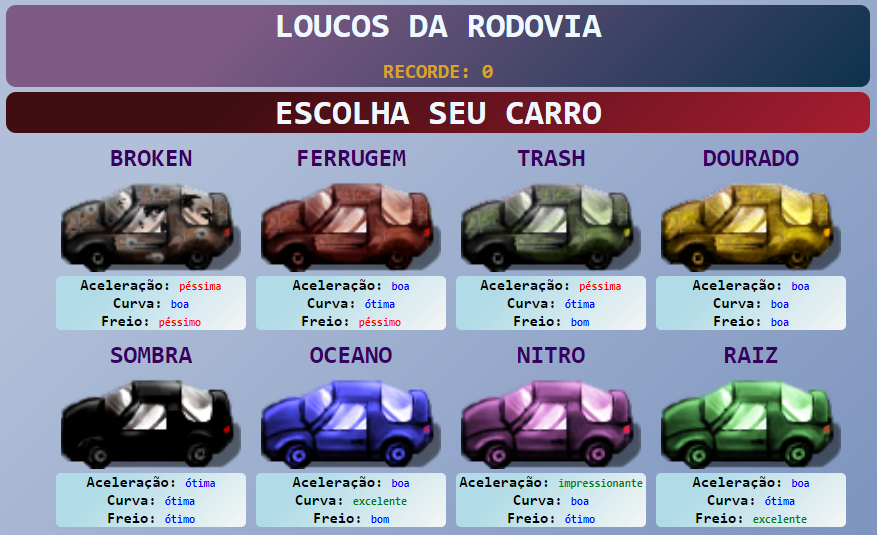 LOUCOS DA RODOVIA
RECORDE: 0
ESCOLHA SEU CARRO
BROKEN
Aceleração: péssima
Curva: boa
Freio: péssimo
FERRUGEM
Aceleração: boa
Curva: ótima
Freio: péssimo
TRASH
Aceleração: péssima
Curva: ótima
Freio: bom
DOURADO
Aceleração: boa
Curva: boa
Freio: boa
SOMBRA
Aceleração: ótima
Curva: ótima
Freio: ótimo
OCEANO
Aceleração: boa
Curva: excelente
Freio: bom
NITRO
Aceleração: impressionante
Curva: boa
Freio: ótimo
RAIZ
Aceleração: boa
Curva: ótima
Freio: excelente